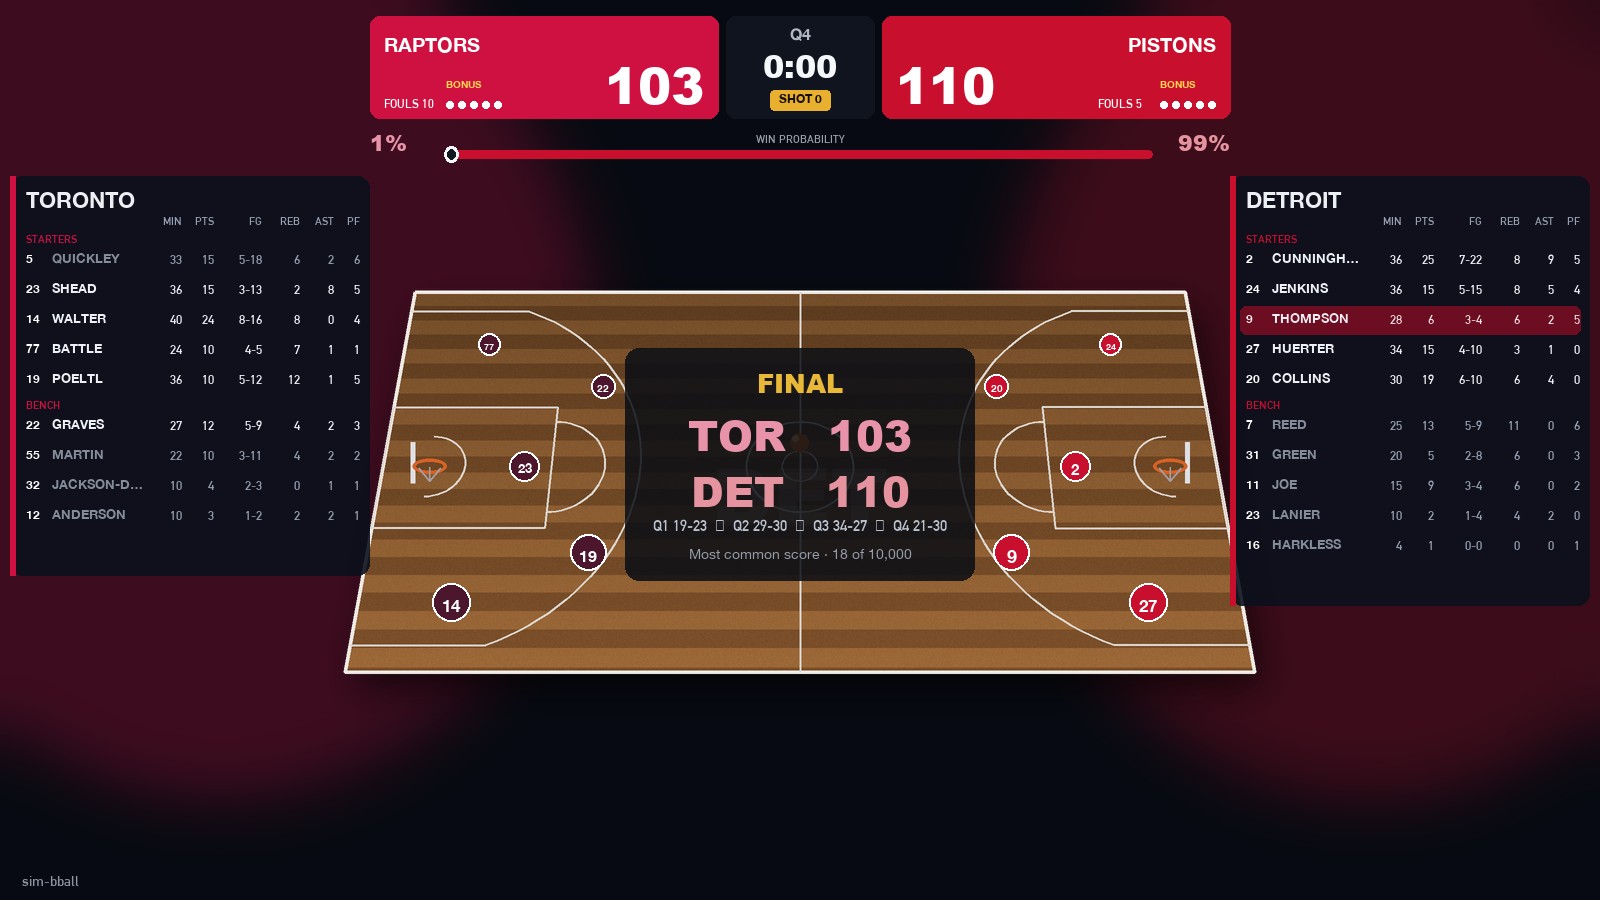 RAPTORS
BONUS
FOULS 10
103
Q4
0:00
SHOT 0
PISTONS
110
BONUS
FOULS 5
1%
WIN PROBABILITY
99%
TORONTO
MIN PTS FG REB AST PF
STARTERS
5 QUICKLEY 33 15 5-18 6 2 6
23 SHEAD 36 15 3-13 2 8 5
14 WALTER 40 24 8-16 8 0 4
77 BATTLE 24 10 4-5 7 1 1
19 POELTL 36 10 5-12 12 1 5
BENCH
22 GRAVES 27 12 5-9 4 2 3
55 MARTIN 22 10 3-11 4 2 2
32 JACKSON-D... 10 4 2-3 0 1 1
12 ANDERSON 10 3 1-2 2 2 1
DETROIT
MIN PTS FG REB AST PF
STARTERS
2 CUNNINGH... 36 25 7-22 8 9 5
24 JENKINS 36 15 5-15 8 5 4
9 THOMPSON 28 6 3-4 6 2 5
27 HUERTER 34 15 4-10 3 1 0
20 COLLINS 30 19 6-10 6 4 0
BENCH
7 REED 25 13 5-9 11 0 6
31 GREEN 20 5 2-8 6 0 3
11 JOE 15 9 3-4 6 0 2
23 LANIER 10 2 1-4 4 2 0
16 HARKLESS 4 1 0-0 0 0 1
77
22
23
19
14
24
20
2
9
27
FINAL
TOR 103
DET 110
Q1 19-23 Q2 29-30 Q3 34-27 Q4 21-30
Most common score · 18 of 10,000
sim-bball